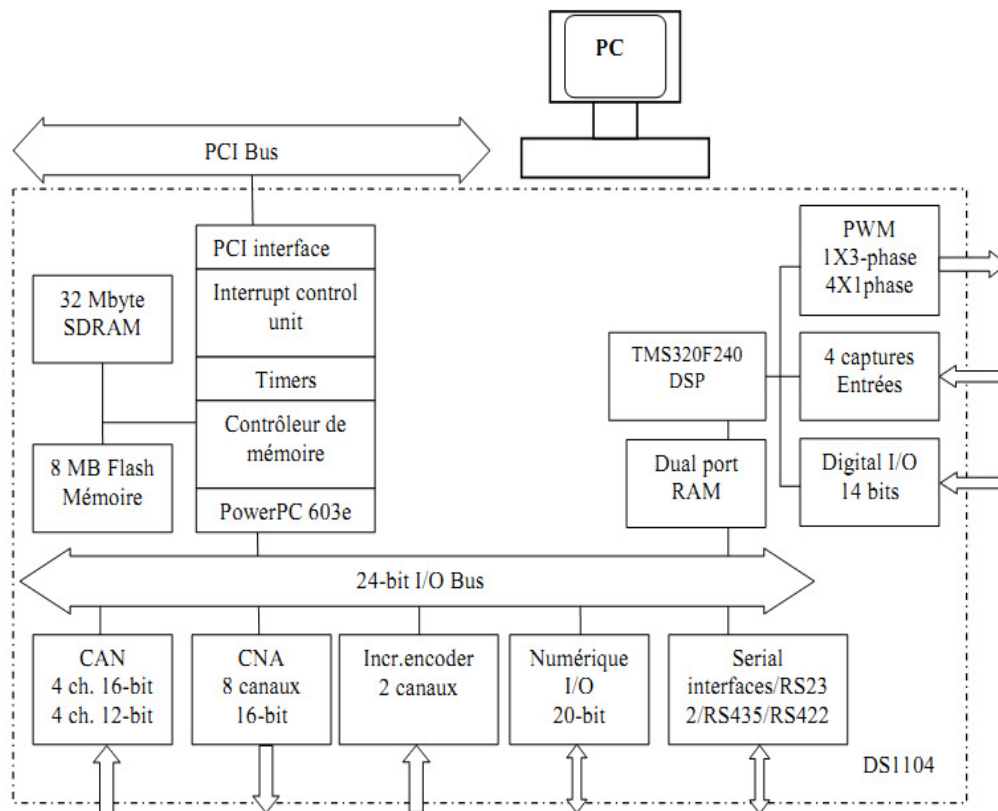 PC
PCI Bus
PCI interface
Interrupt control
unit
Timers
Contrôleur de
mémoire
PowerPC 603e
32 Mbyte
SDRAM
8 MB Flash
Mémoire
TMS320F240
DSP
Dual port
RAM
PWM
1X3-phase
4X1phase
4 captures
Entrées
Digital I/O
14 bits
24-bit I/O Bus
CAN
4 ch. 16-bit
4 ch. 12-bit
CNA
8 canaux
16-bit
Incr.encoder
2 canaux
Numérique
I/O
20-bit
Serial
interfaces/RS23
2/RS435/RS422
DS1104